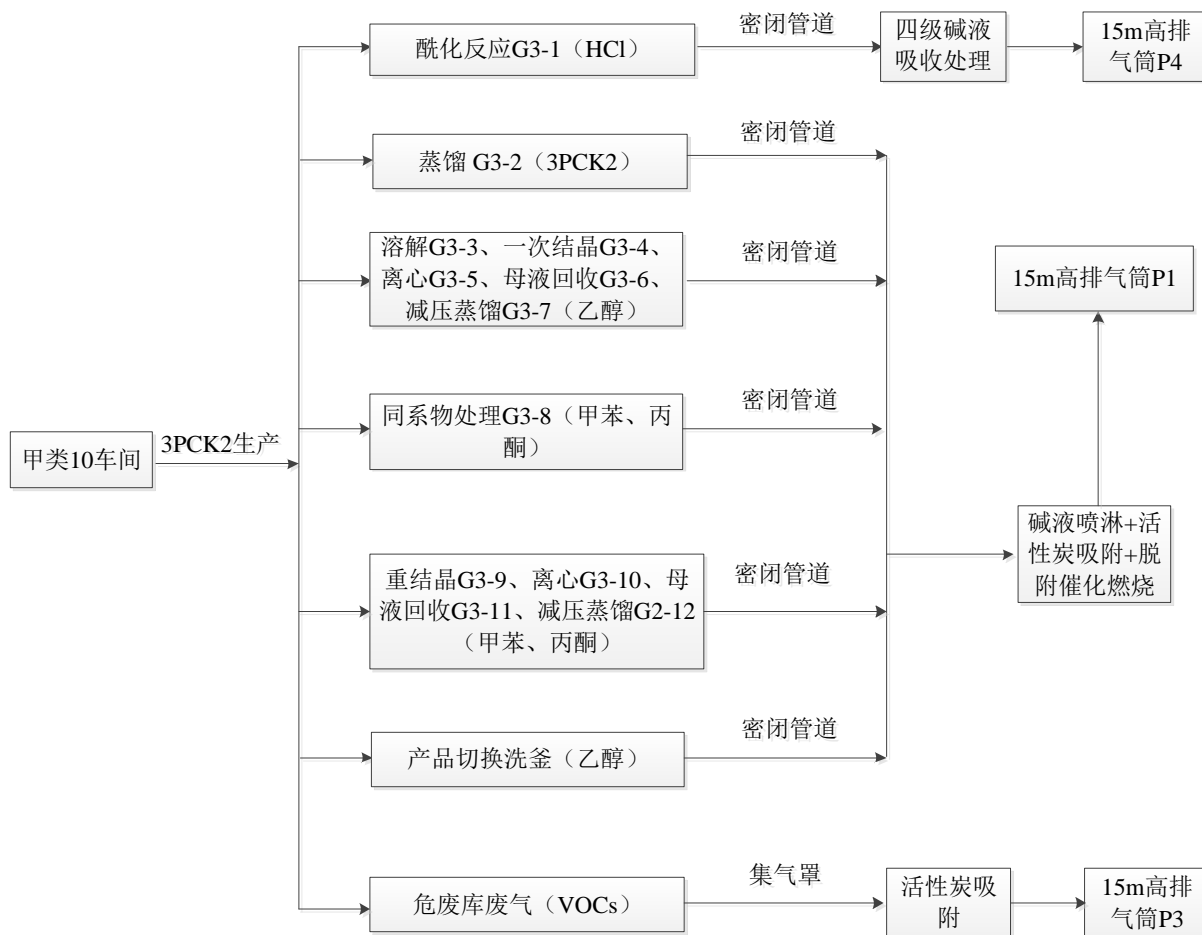 酰化反应G3-1（HCl）
密闭管道
四级碱液
吸收处理
15m高排
气筒P4
蒸馏 G3-2（3PCK2）
密闭管道
溶解G3-3、一次结晶G3-4、
离心G3-5、母液回收G3-6、
减压蒸馏G3-7（乙醇）
密闭管道
15m高排气筒P1
同系物处理G3-8（甲苯、丙
酮）
密闭管道
甲类10车间
3PCK2生产
重结晶G3-9、离心G3-10、母
液回收G3-11、减压蒸馏G2-12
（甲苯、丙酮）
密闭管道
碱液喷淋+活
性炭吸附+脱
附催化燃烧
产品切换洗釜（乙醇）
密闭管道
危废库废气（VOCs）
集气罩
活性炭吸
附
15m高排
气筒P3